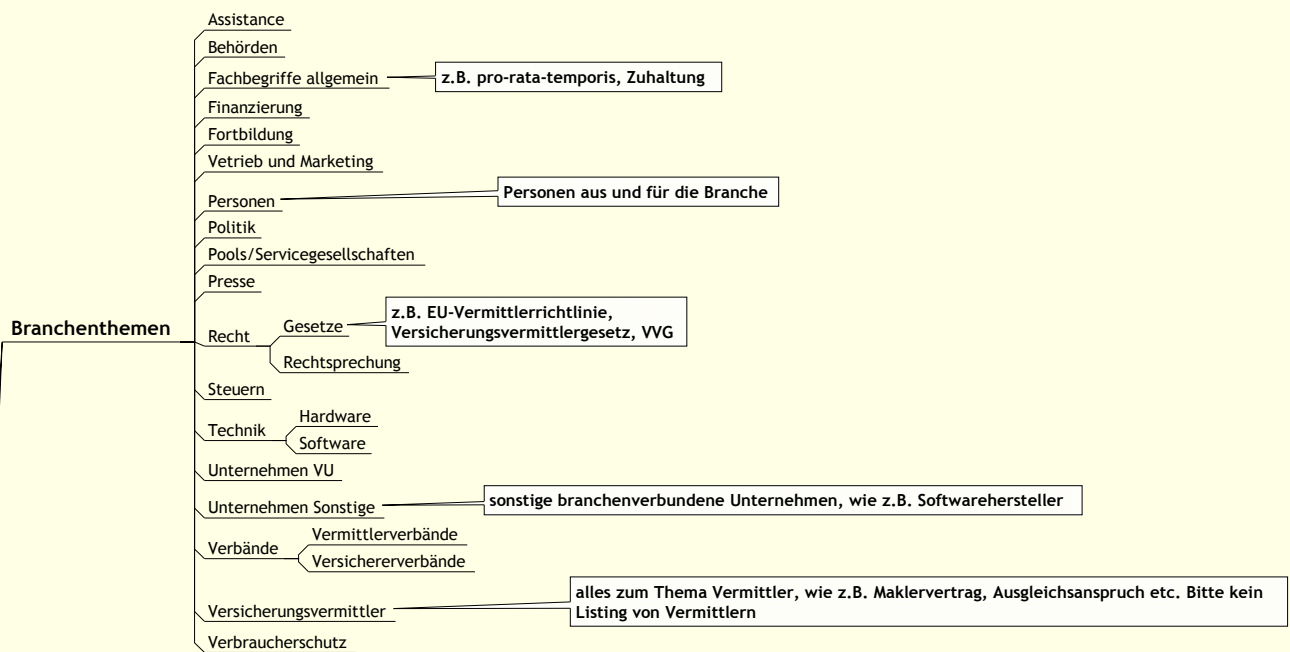 Assistance
Behörden
Fachbegriffe allgemein
z.B. pro-rata-temporis, Zuhaltung
Finanzierung
Fortbildung
Vetrieb und Marketing
Personen
Personen aus und für die Branche
Politik
Pools/Servicegesellschaften
Presse
Branchenthemen
Recht
Gesetze
z.B. EU-Vermittlerrichtlinie,
Versicherungsvermittlergesetz, VVG
Rechtsprechung
Steuern
Technik
Hardware
Software
Unternehmen VU
Unternehmen Sonstige
sonstige branchenverbundene Unternehmen, wie z.B. Softwarehersteller
Verbände
Vermittlerverbände
Versichererverbände
Versicherungsvermittler
alles zum Thema Vermittler, wie z.B. Maklervertrag, Ausgleichsanspruch etc. Bitte kein
Listing von Vermittlern
Verbraucherschutz